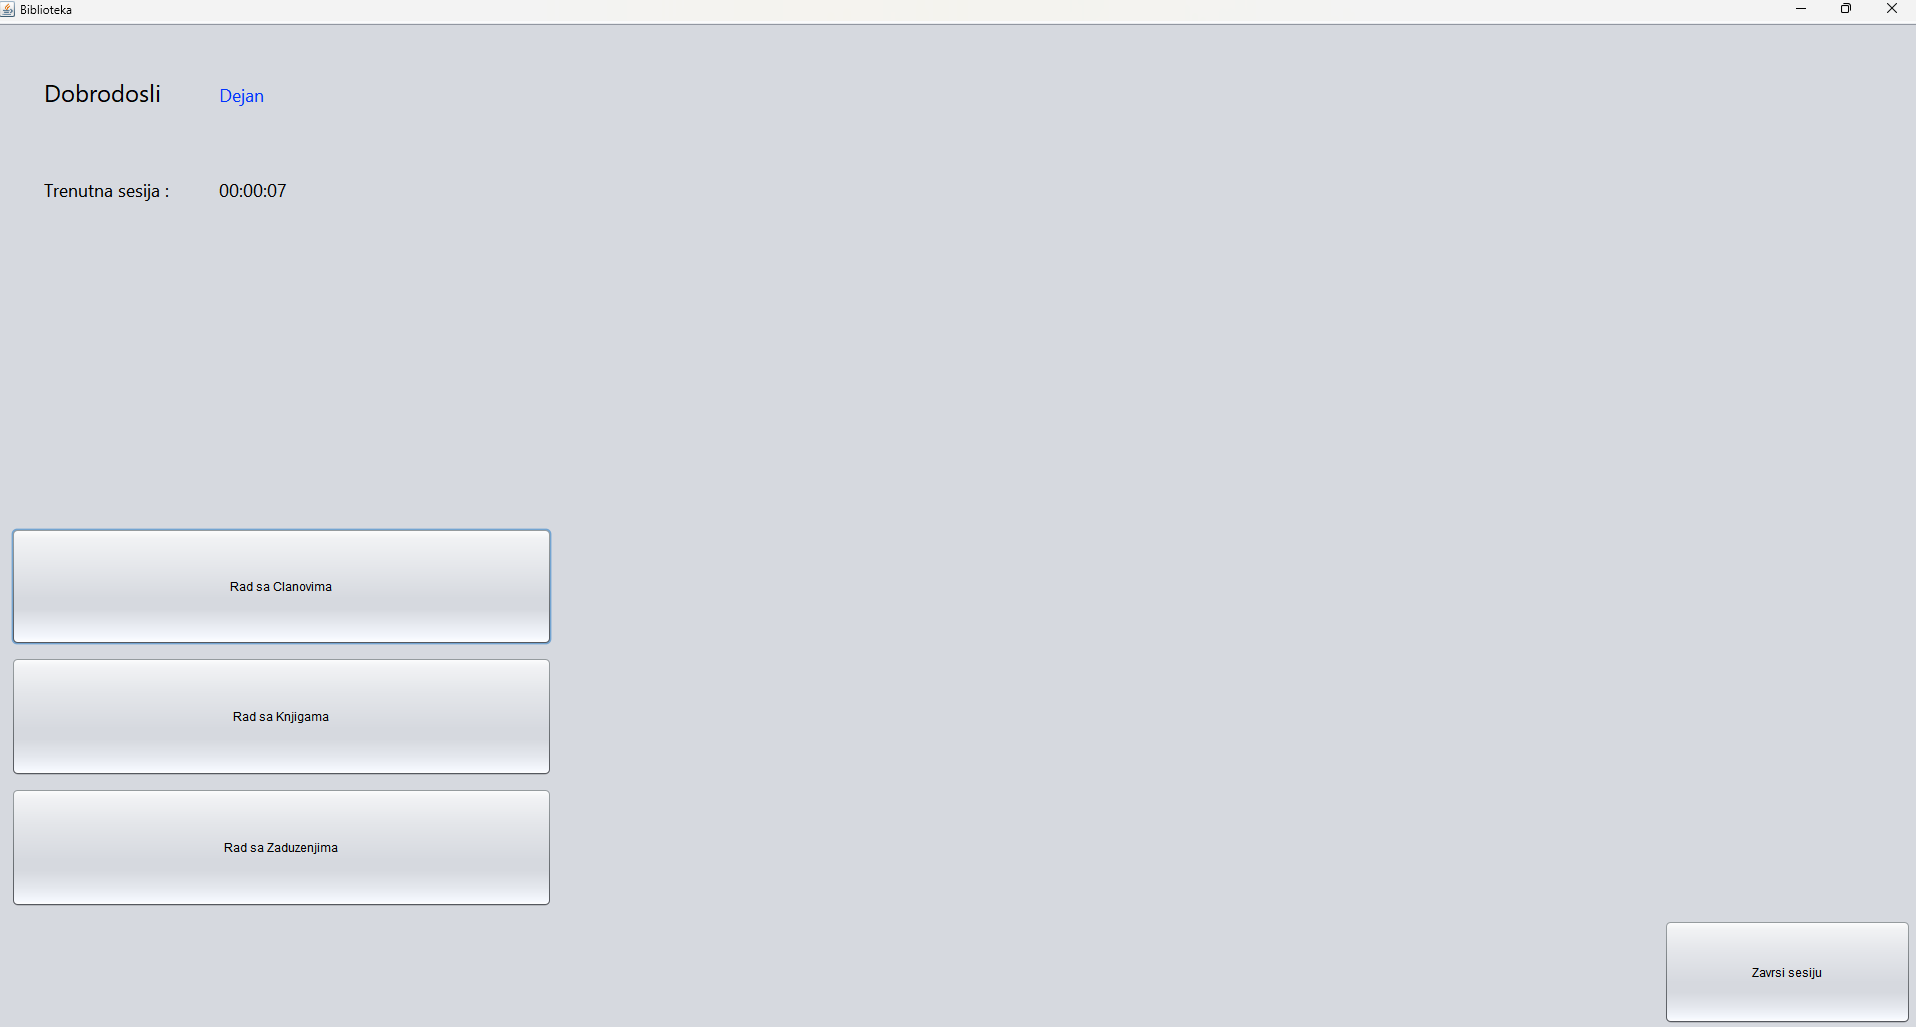 Biblioteka
Dobrodosli Dejan
Trenutna sesija : 00:00:07
Rad sa Clanovima
Rad sa Knjigama
Rad sa Zaduzenjima
Zavrsi sesiju